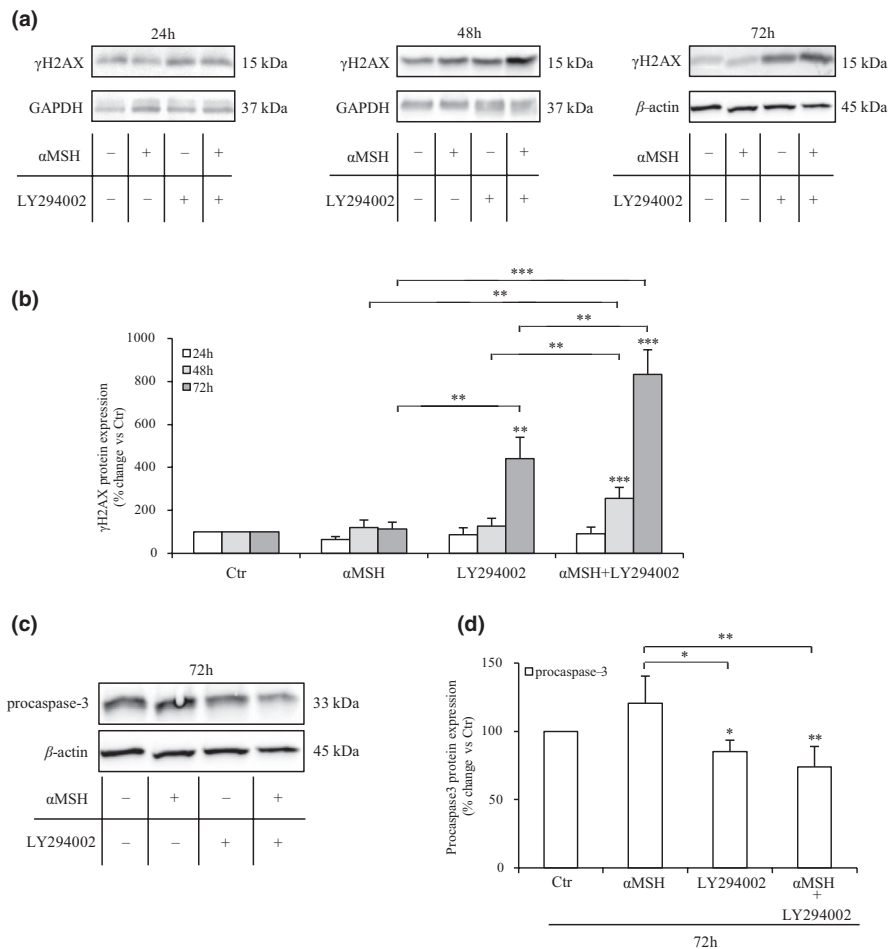 (a)
24h
γH2AX
15 kDa
GAPDH
37 kDa
αMSH – + – +
LY294002 – – + +
48h
γH2AX
15 kDa
GAPDH
37 kDa
αMSH – + – +
LY294002 – – + +
72h
γH2AX
15 kDa
β-actin
45 kDa
αMSH – + – +
LY294002 – – + +
(b)
***
**
**
**
**
**
***
***
1000
800
600
400
200
0
24h
48h
72h
γH2AX protein expression
(% change vs Ctr)
Ctr αMSH LY294002 αMSH+LY294002
(c)
72h
procaspase-3
33 kDa
β-actin
45 kDa
αMSH – + – +
LY294002 – – + +
(d)
**
*
*
**
150
100
50
0
procaspase–3
Procaspase3 protein expression
(% change vs Ctr)
Ctr αMSH LY294002 αMSH
+
LY294002
72h